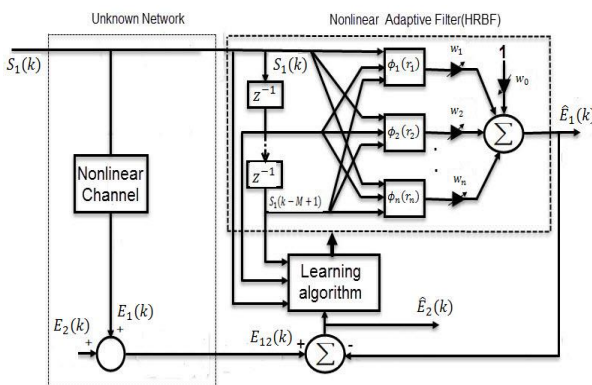 Unknown Network
Nonlinear Adaptive Filter(HRBF)
S₁(k)
S₁(k)
z⁻¹
z⁻¹
S₁(k−M+1)
ϕ₁(r₁)
ϕ₂(r₂)
ϕₙ(rₙ)
w₁
w₂
wₙ
1
w₀
∑
Ê₁(k)
Nonlinear
Channel
Learning
algorithm
Ê₂(k)
E₁(k)
E₂(k)
+
+
E₁₂(k)
+
∑
-